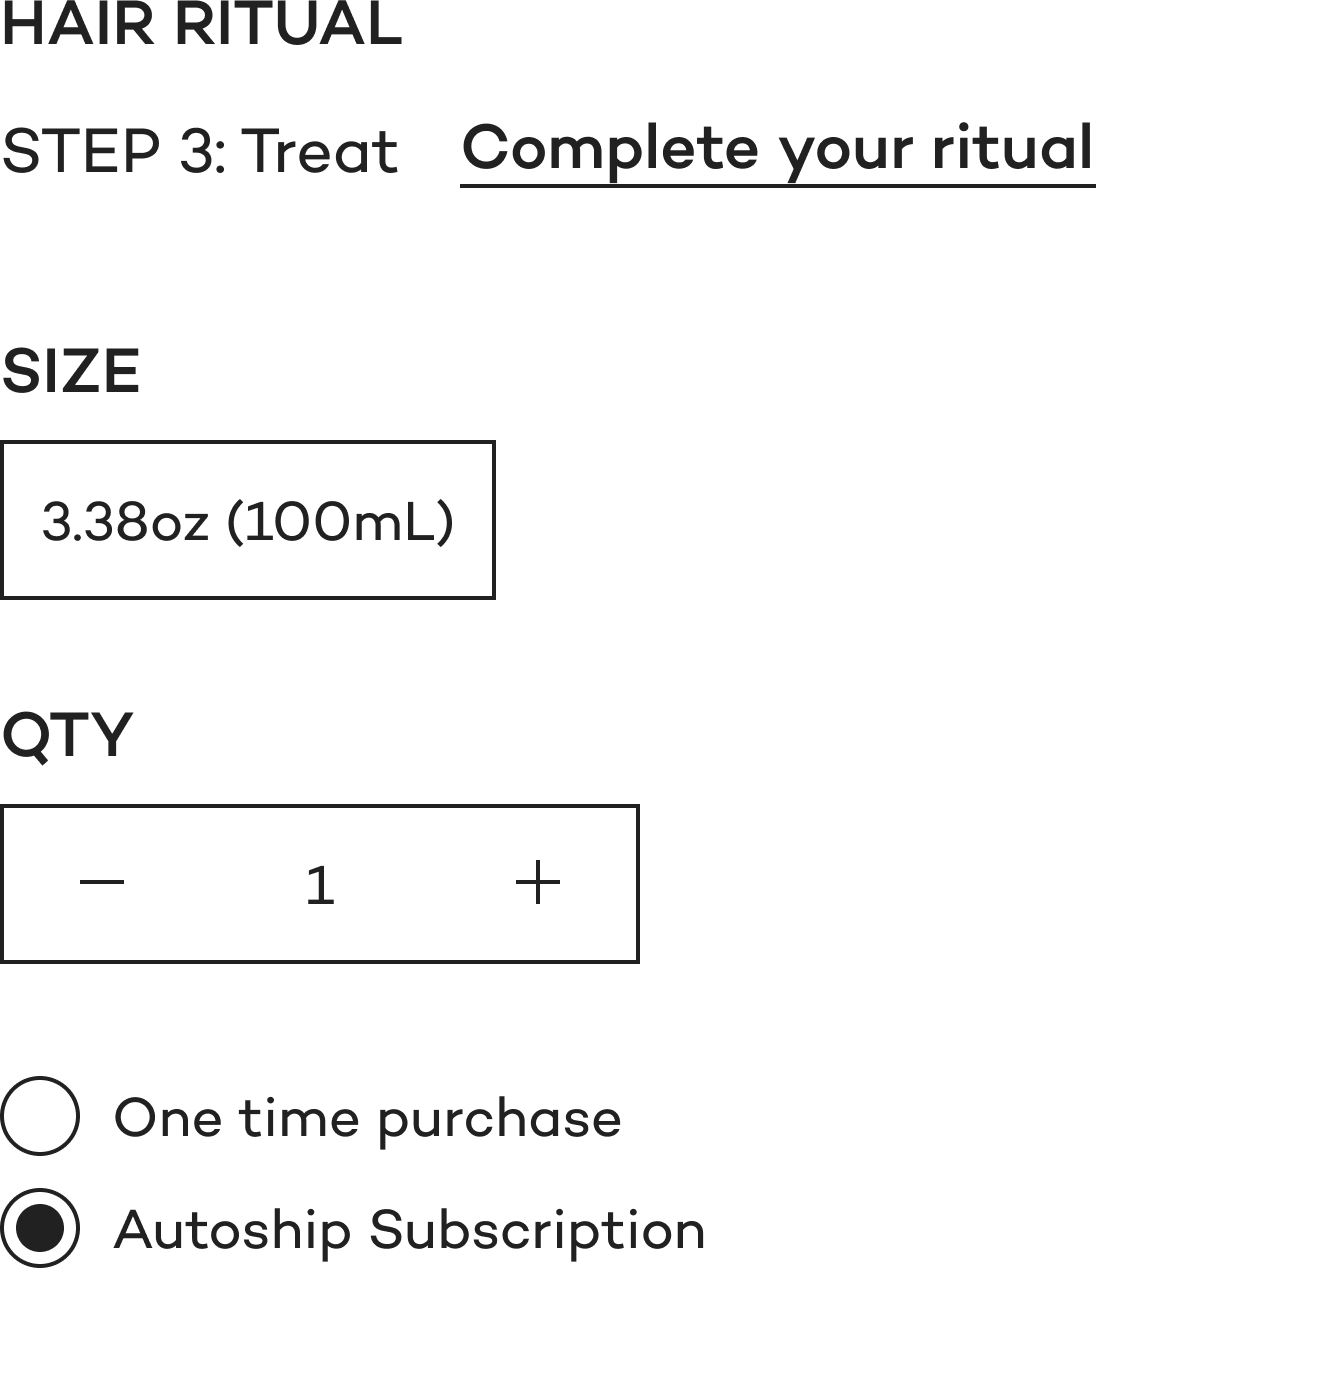 HAIR RITUAL
STEP 3: Treat Complete your ritual
SIZE
3.38oz (100mL)
QTY
1
One time purchase
Autoship Subscription